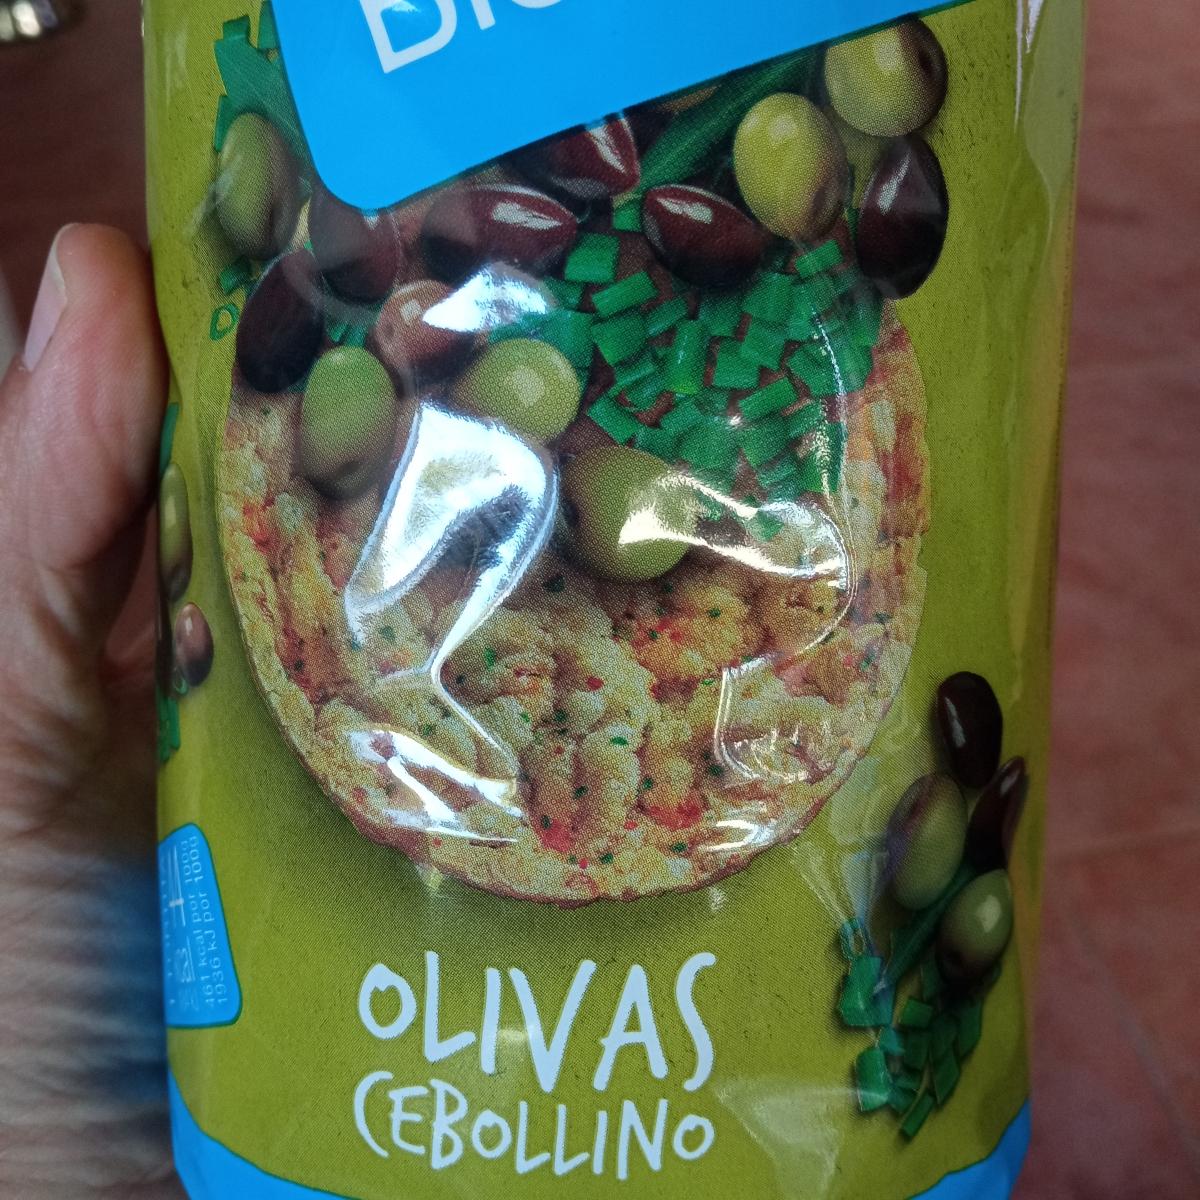 OLIVAS
CEBOLLINO
461 kcal por 100g
1936 kJ por 100g